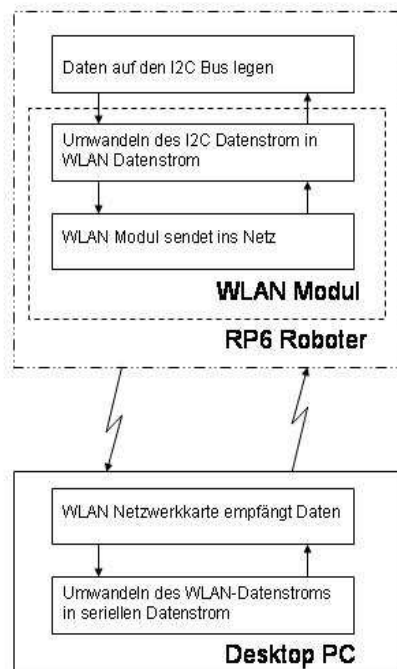 Daten auf den I2C Bus legen
Umwandeln des I2C Datenstrom in
WLAN Datenstrom
WLAN Modul sendet ins Netz
WLAN Modul
RP6 Roboter
WLAN Netzwerkkarte empfängt Daten
Umwandeln des WLAN-Datenstroms
in seriellen Datenstrom
Desktop PC